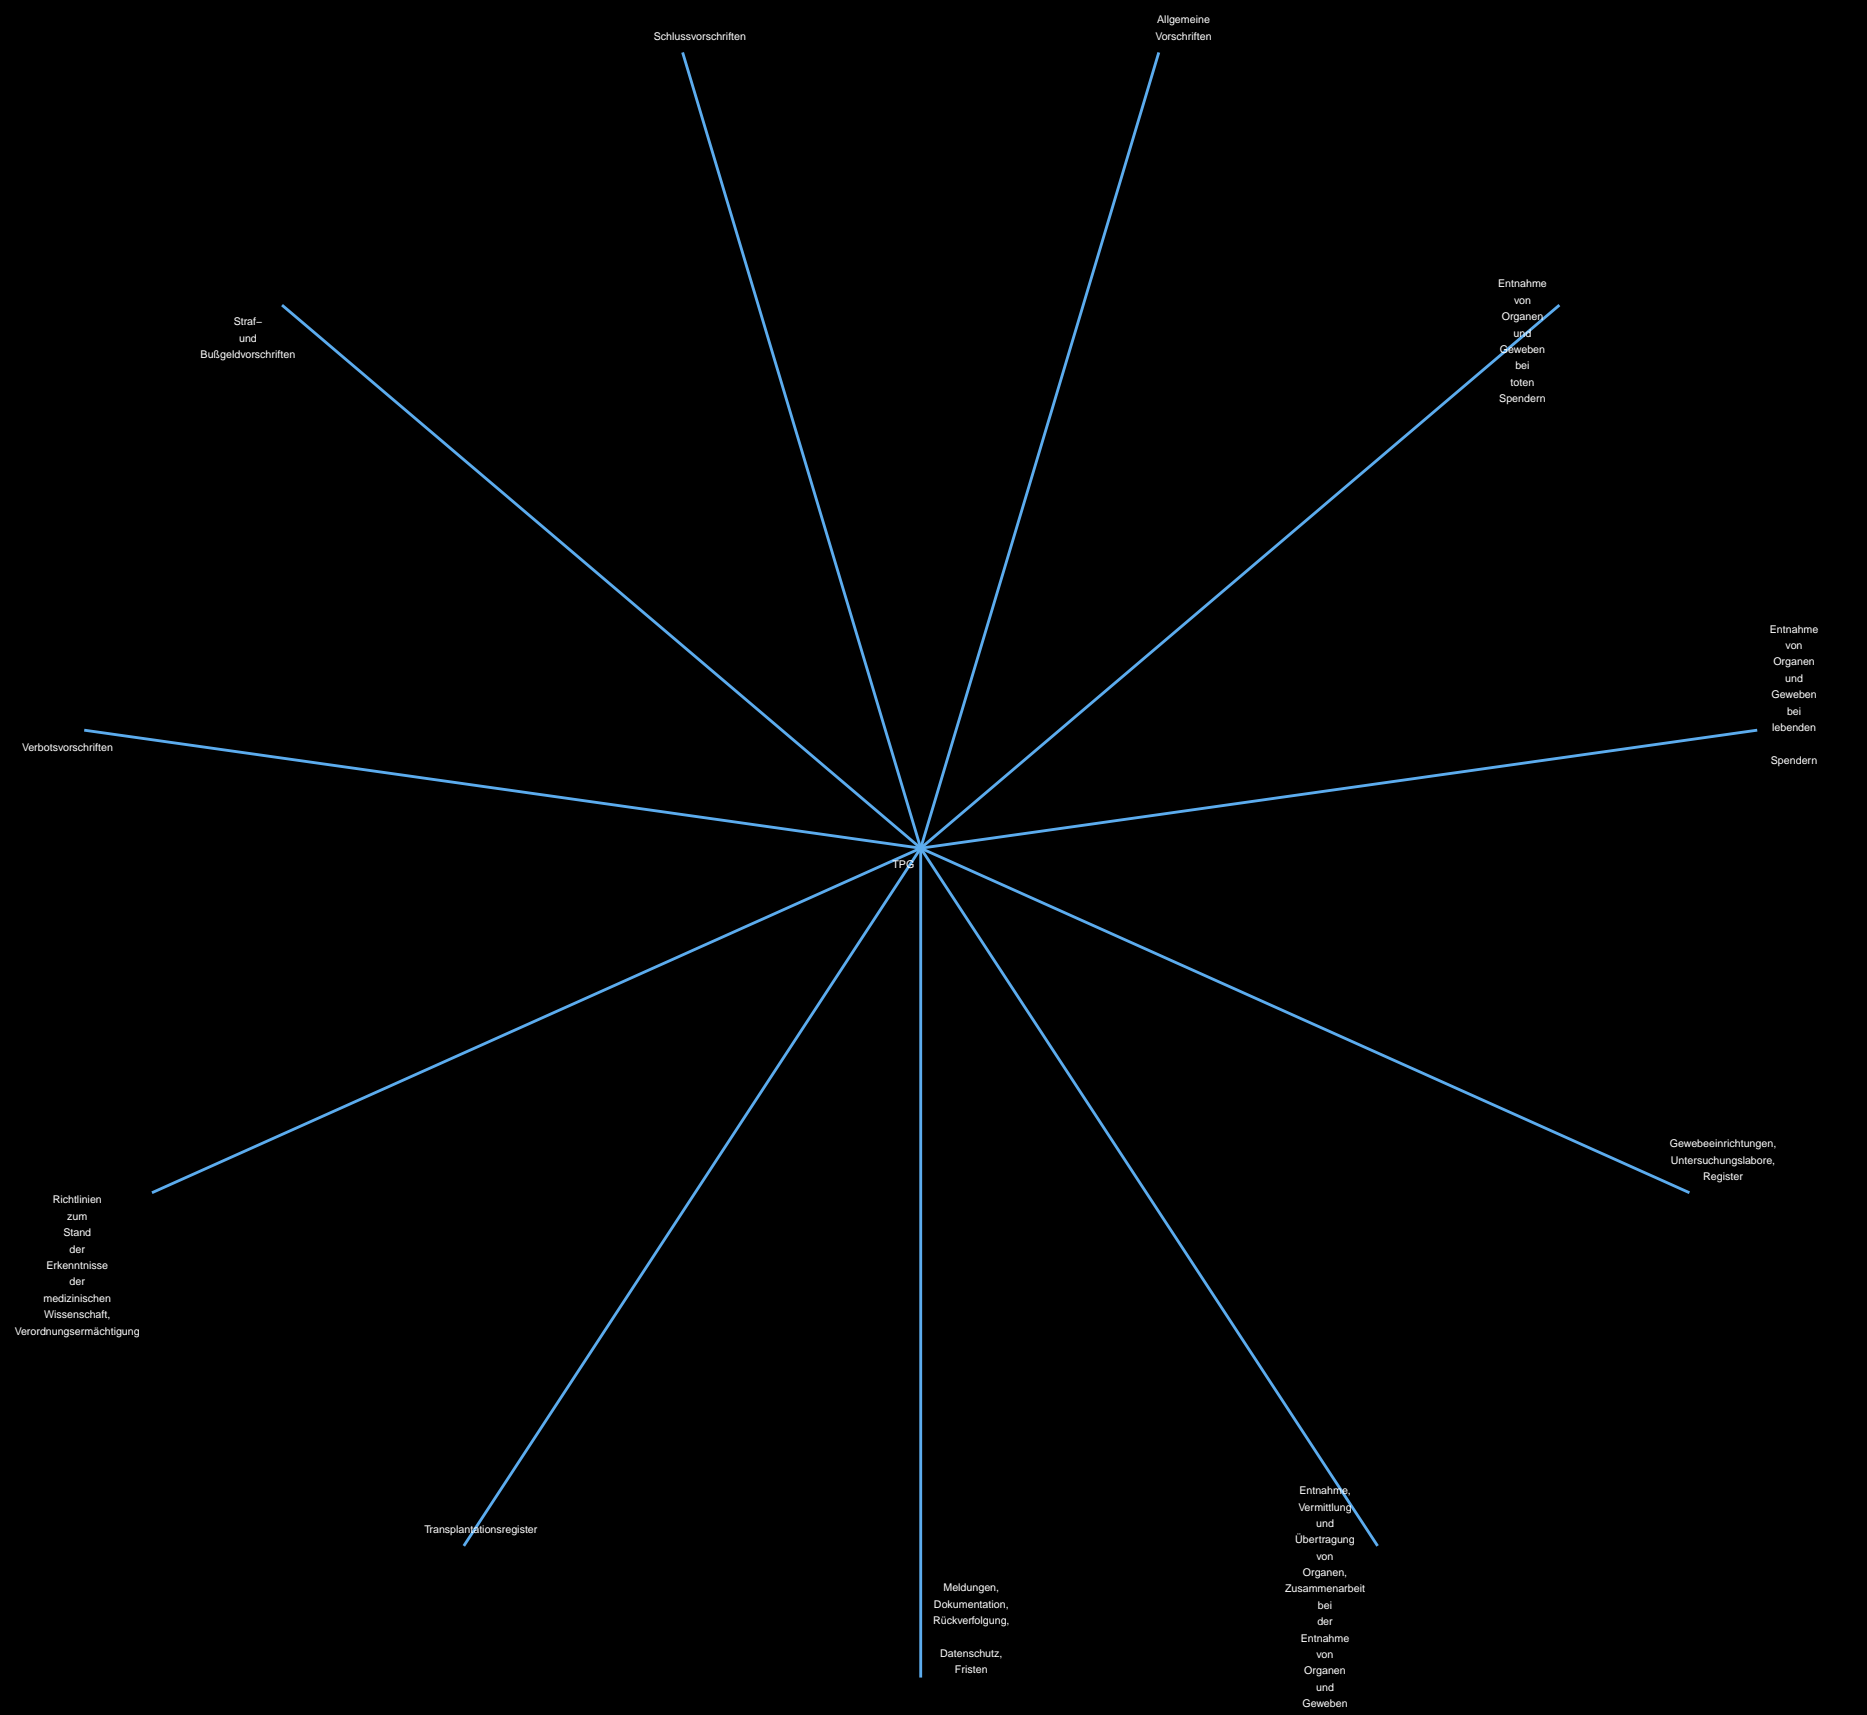 Schlussvorschriften
Allgemeine
Vorschriften
Entnahme
von
Organen
und
Geweben
bei
toten
Spendern
Straf–
und
Bußgeldvorschriften
Entnahme
von
Organen
und
Geweben
bei
lebenden
Spendern
Verbotsvorschriften
TPG
Gewebeeinrichtungen,
Untersuchungslabore,
Register
Richtlinien
zum
Stand
der
Erkenntnisse
der
medizinischen
Wissenschaft,
Verordnungsermächtigung
Transplantationsregister
Meldungen,
Dokumentation,
Rückverfolgung,
Datenschutz,
Fristen
Entnahme,
Vermittlung
und
Übertragung
von
Organen,
Zusammenarbeit
bei
der
Entnahme
von
Organen
und
Geweben